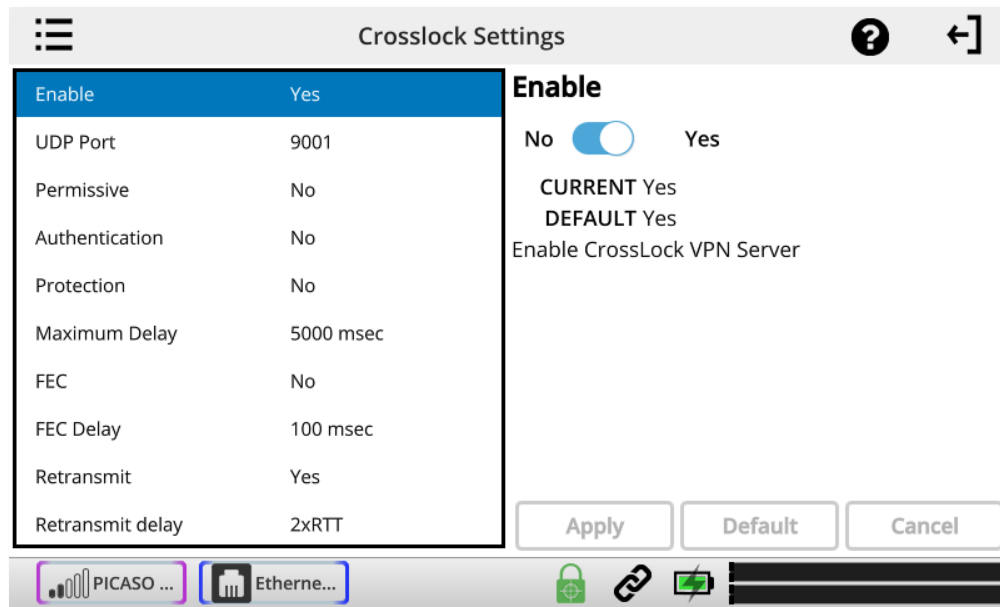 Crosslock Settings
Enable Yes
UDP Port 9001
Permissive No
Authentication No
Protection No
Maximum Delay 5000 msec
FEC No
FEC Delay 100 msec
Retransmit Yes
Retransmit delay 2xRTT
Enable
No Yes
CURRENT Yes
DEFAULT Yes
Enable CrossLock VPN Server
Apply Default Cancel
PICASO ... Etherne...